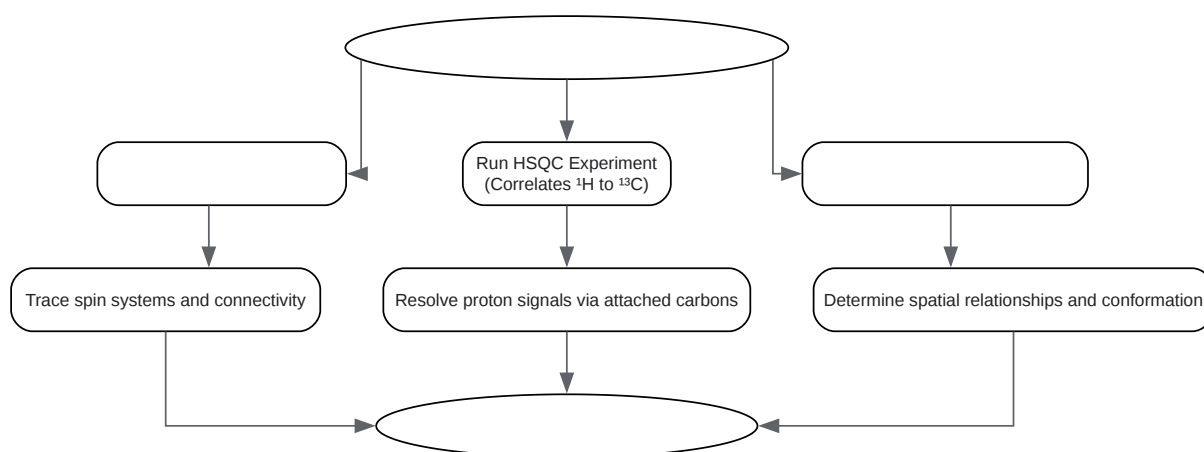 Run HSQC Experiment
(Correlates ¹H to ¹³C)
Trace spin systems and connectivity
Resolve proton signals via attached carbons
Determine spatial relationships and conformation